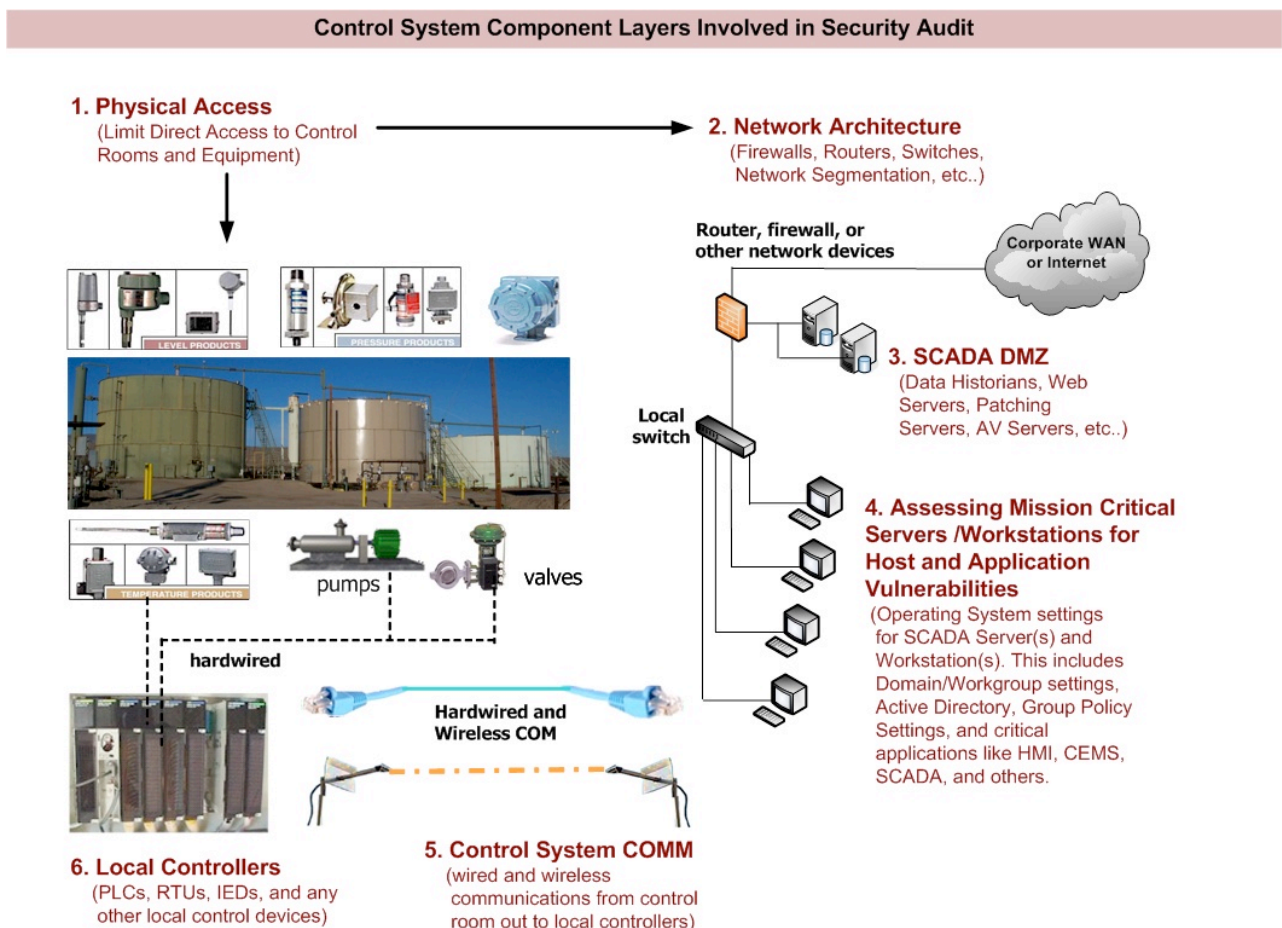 Control System Component Layers Involved in Security Audit
1. Physical Access
(Limit Direct Access to Control
Rooms and Equipment)
2. Network Architecture
(Firewalls, Routers, Switches,
Network Segmentation, etc..)
Router, firewall, or
other network devices
Corporate WAN
or Internet
LEVEL PRODUCTS
PRESSURE PRODUCTS
3. SCADA DMZ
(Data Historians, Web
Servers, Patching
Servers, AV Servers, etc..)
Local
switch
4. Assessing Mission Critical
Servers /Workstations for
Host and Application
Vulnerabilities
(Operating System settings
for SCADA Server(s) and
Workstation(s). This includes
Domain/Workgroup settings,
Active Directory, Group Policy
Settings, and critical
applications like HMI, CEMS,
SCADA, and others.
TEMPERATURE PRODUCTS
pumps
valves
hardwired
Hardwired and
Wireless COM
5. Control System COMM
(wired and wireless
communications from control
room out to local controllers)
6. Local Controllers
(PLCs, RTUs, IEDs, and any
other local control devices)